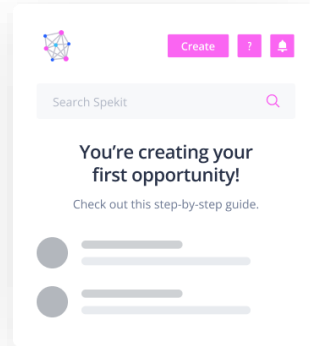 Create ?
Search Spekit
You’re creating your
first opportunity!
Check out this step-by-step guide.